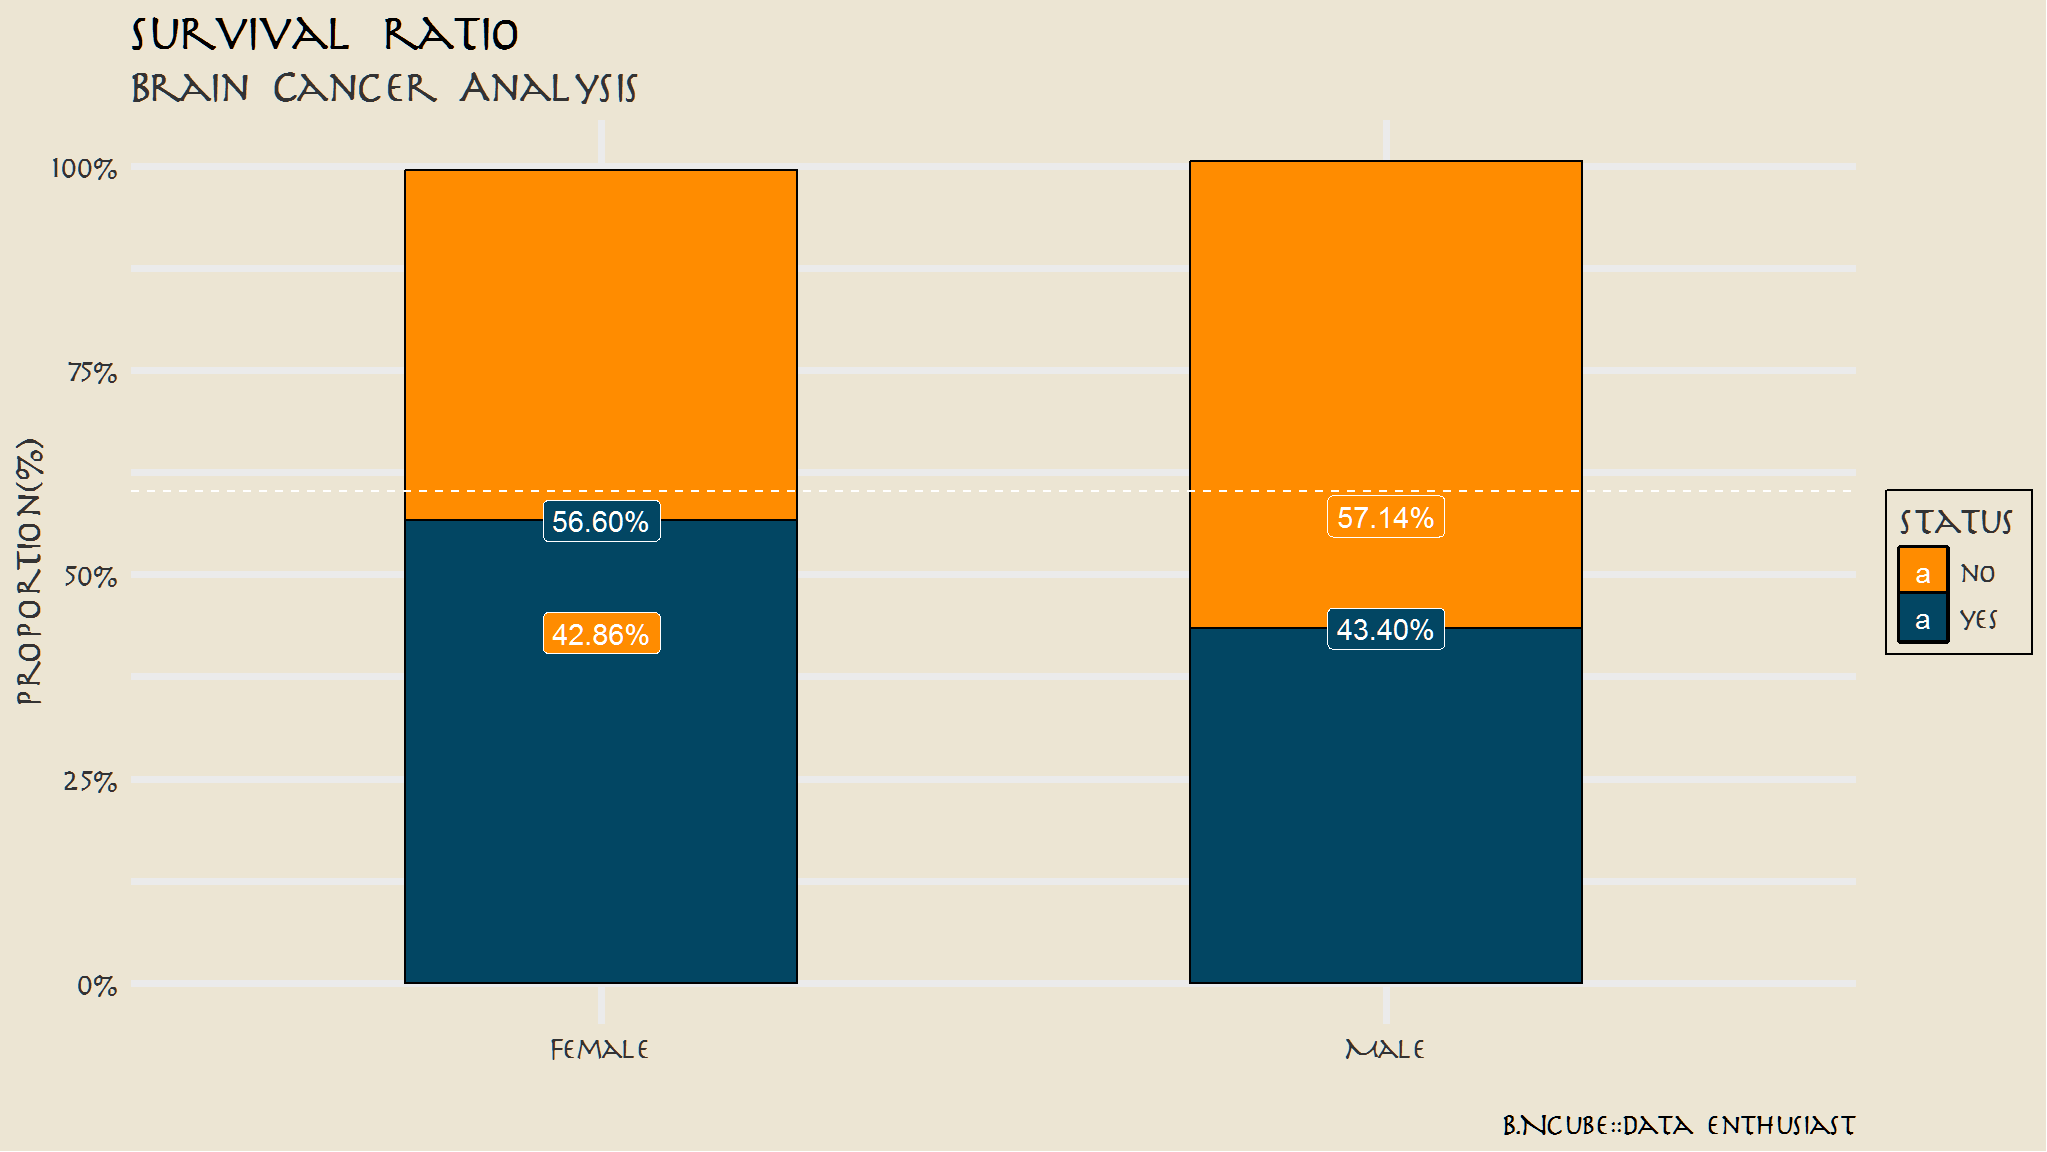 Survival Ratio
Brain Cancer Analysis
Proportion(%)
100%
75%
50%
25%
0%
56.60%
42.86%
57.14%
43.40%
Female
Male
Status
a No
a Yes
B.Ncube::Data enthusiast